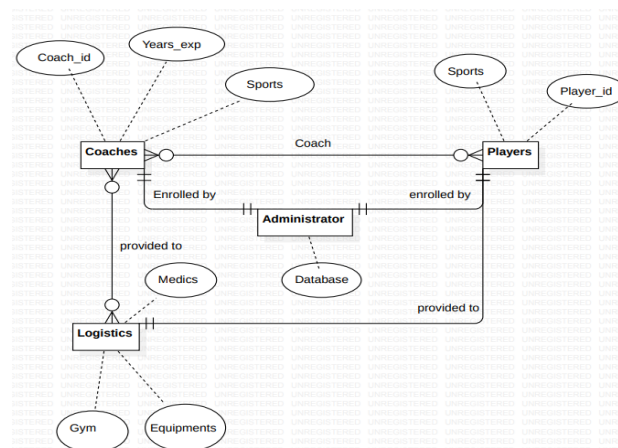 Years_exp
Coach_id
Sports
Sports
Player_id
Coaches
Coach
Players
Enrolled by
enrolled by
Administrator
provided to
Medics
Database
provided to
Logistics
Gym
Equipments
UNREGISTERED